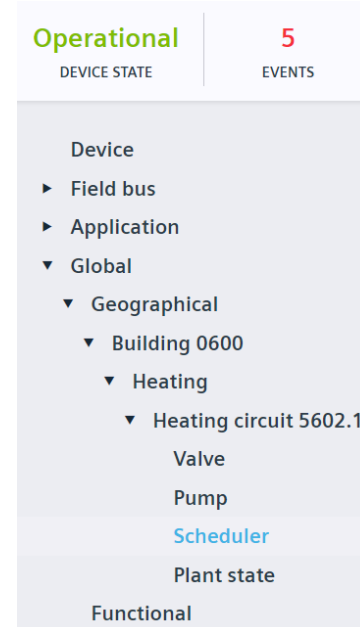 Operational 5
DEVICE STATE EVENTS
Device
Field bus
Application
Global
Geographical
Building 0600
Heating
Heating circuit 5602.1
Valve
Pump
Scheduler
Plant state
Functional